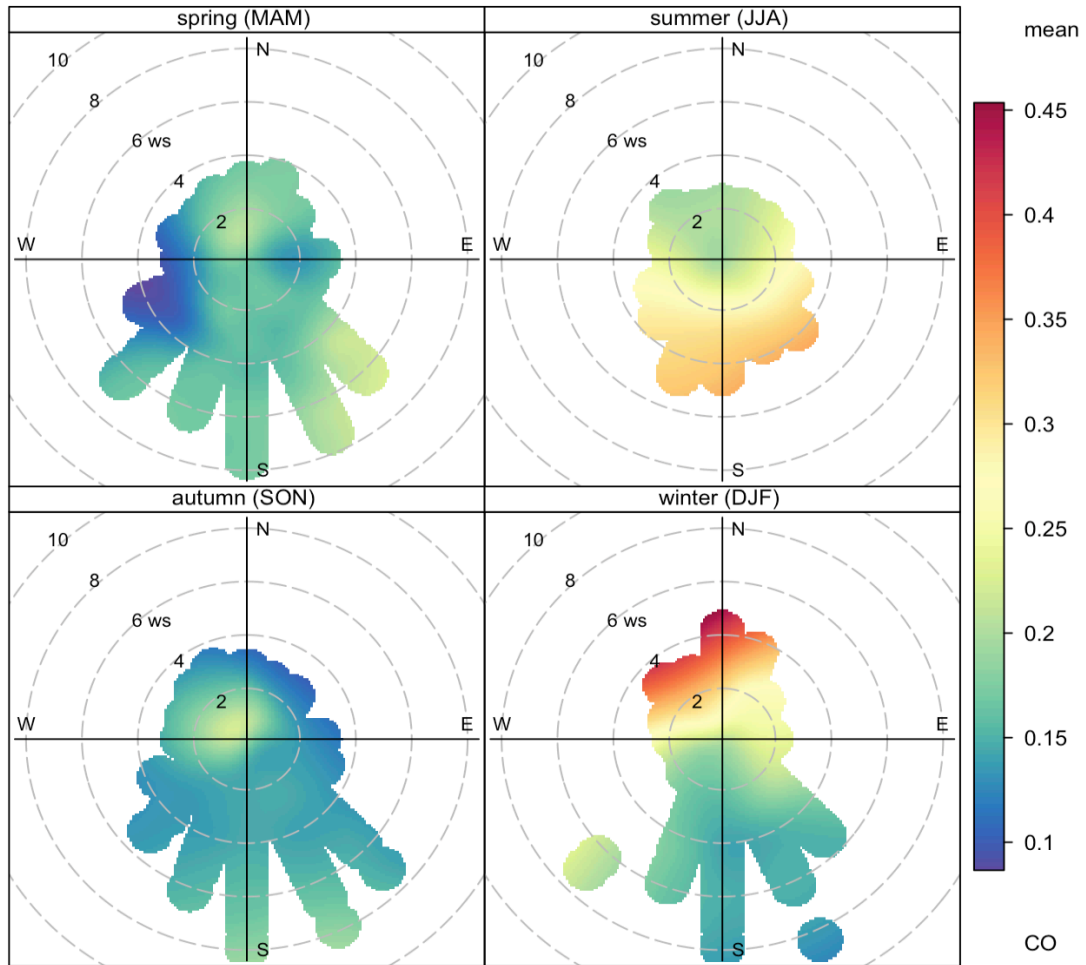 spring (MAM)
summer (JJA)
mean
10
8
6 ws
4
2
W
E
N
S
10
8
6 ws
4
2
W
E
N
S
0.45
0.4
0.35
0.3
0.25
0.2
0.15
0.1
autumn (SON)
winter (DJF)
10
8
6 ws
4
2
W
E
N
S
10
8
6 ws
4
2
W
E
N
S
CO